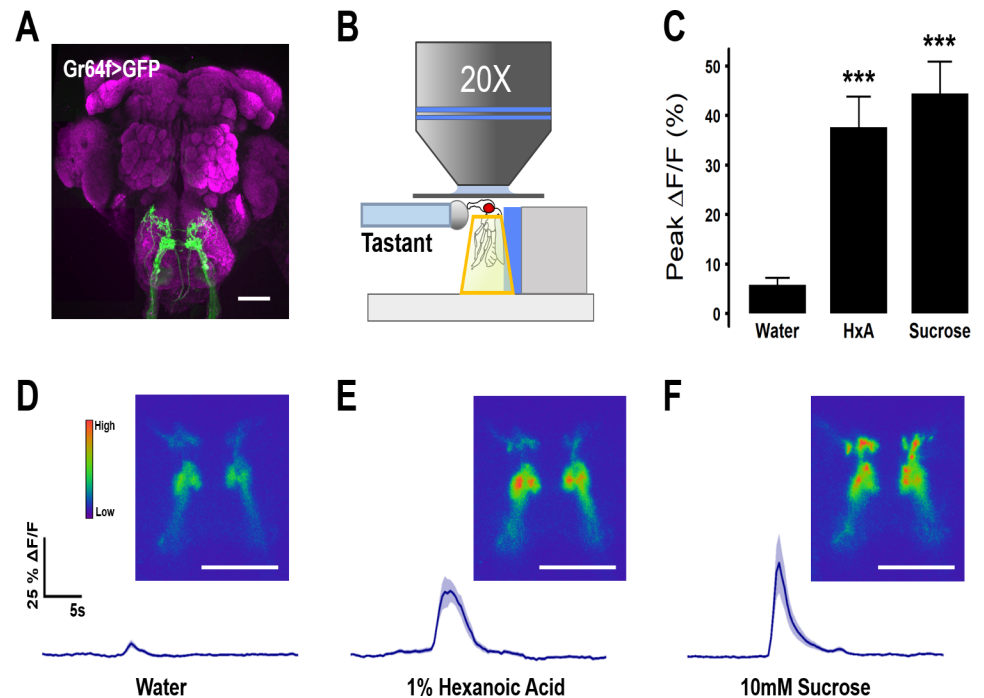 A
Gr64f>GFP
B
20X
Tastant
C
Peak ΔF/F (%)
50
40
30
20
10
0
***
***
Water
HxA
Sucrose
D
High
Low
25 % ΔF/F
5s
Water
E
1% Hexanoic Acid
F
10mM Sucrose